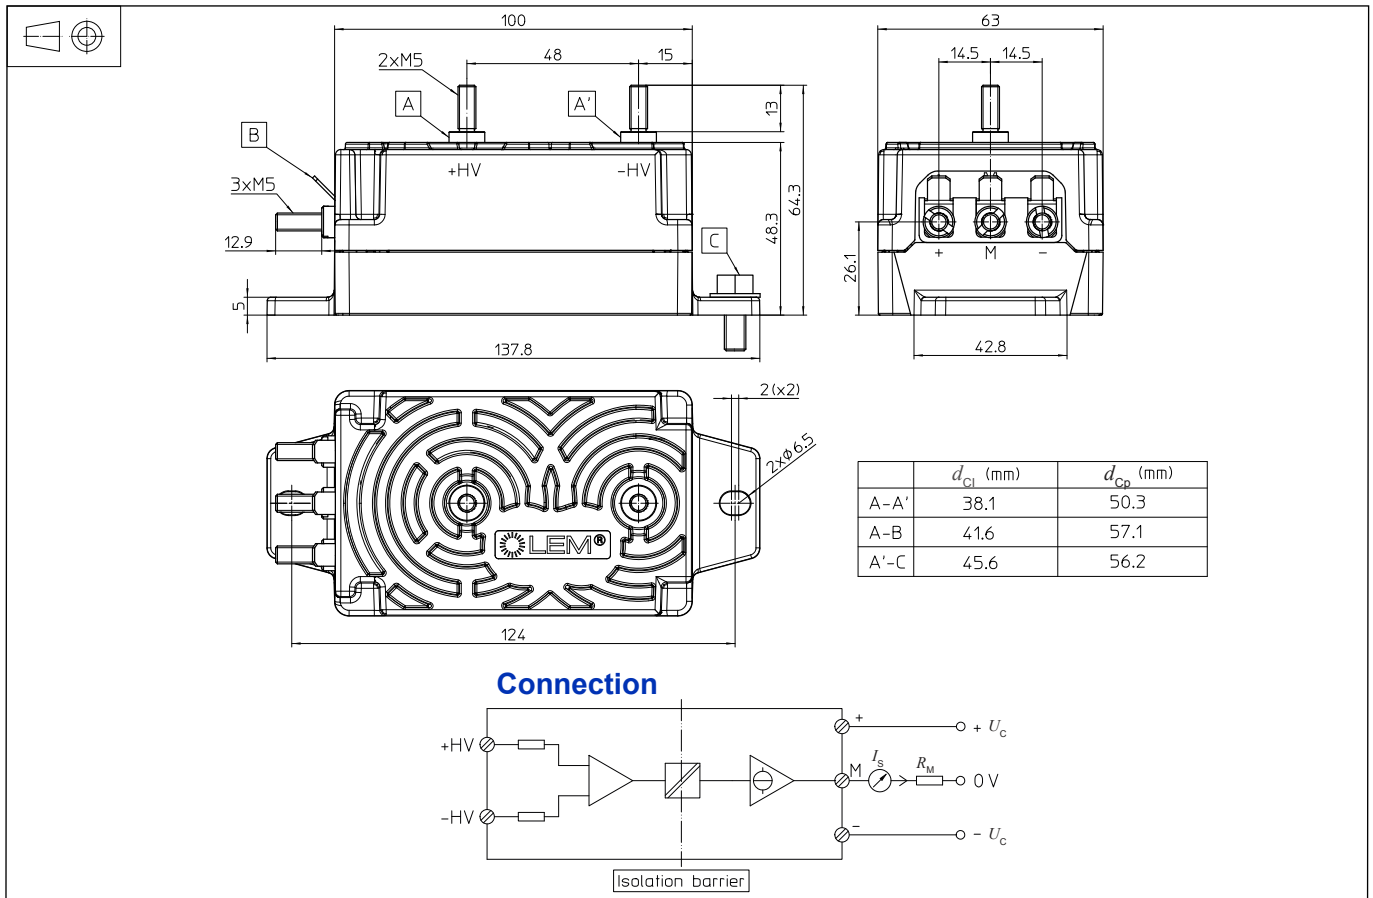 100
63
2xM5
48
15
14.5
14.5
A
A'
13
B
+HV
-HV
3xM5
64.3
48.3
12.9
C
26.1
+ M -
5
137.8
42.8
2(x2)
2xϕ6.5
LEM®
124
dCl (mm) dCp (mm)
A-A' 38.1 50.3
A-B 41.6 57.1
A'-C 45.6 56.2
Connection
+
+ UC
+HV
IS
RM
M
0 V
-HV
-
- UC
Isolation barrier